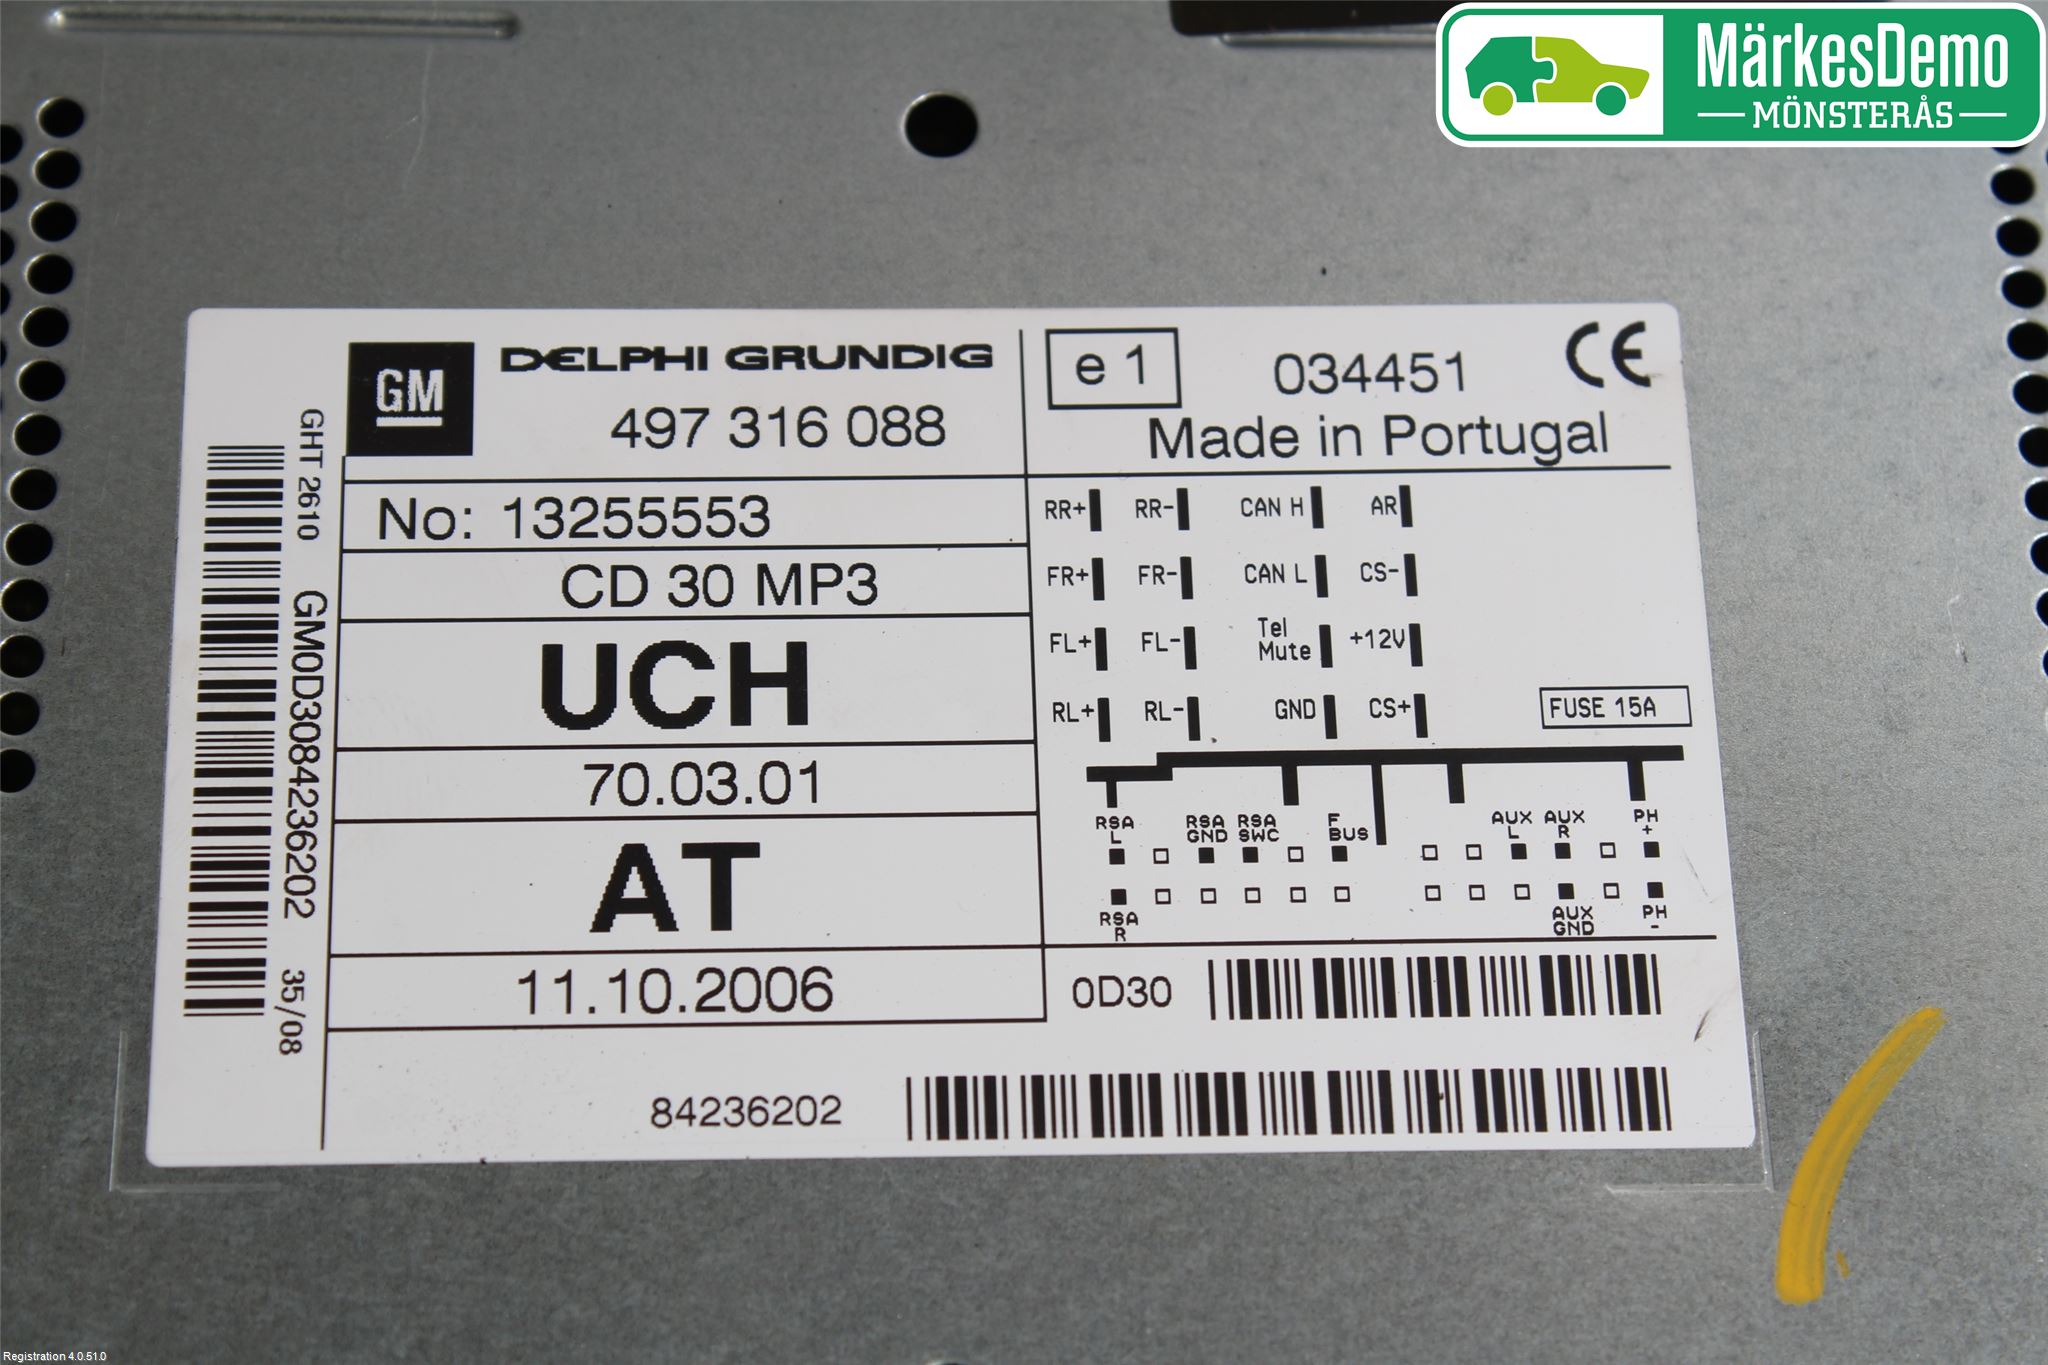 MärkesDemo
MÖNSTERÅS
GM
DELPHI GRUNDIG
497 316 088
e 1
034451
CE
Made in Portugal
GHT 2610 GM0D3084236202 35/08
No: 13255553
CD 30 MP3
UCH
70.03.01
AT
11.10.2006
RR+ RR- CAN H AR
FR+ FR- CAN L CS-
FL+ FL- Tel Mute +12V
RL+ RL- GND CS+
FUSE 15A
RSA L RSA GND RSA SWC F BUS AUX L AUX R PH +
RSA R AUX GND PH -
0D30
84236202
Registration 4.0.51.0